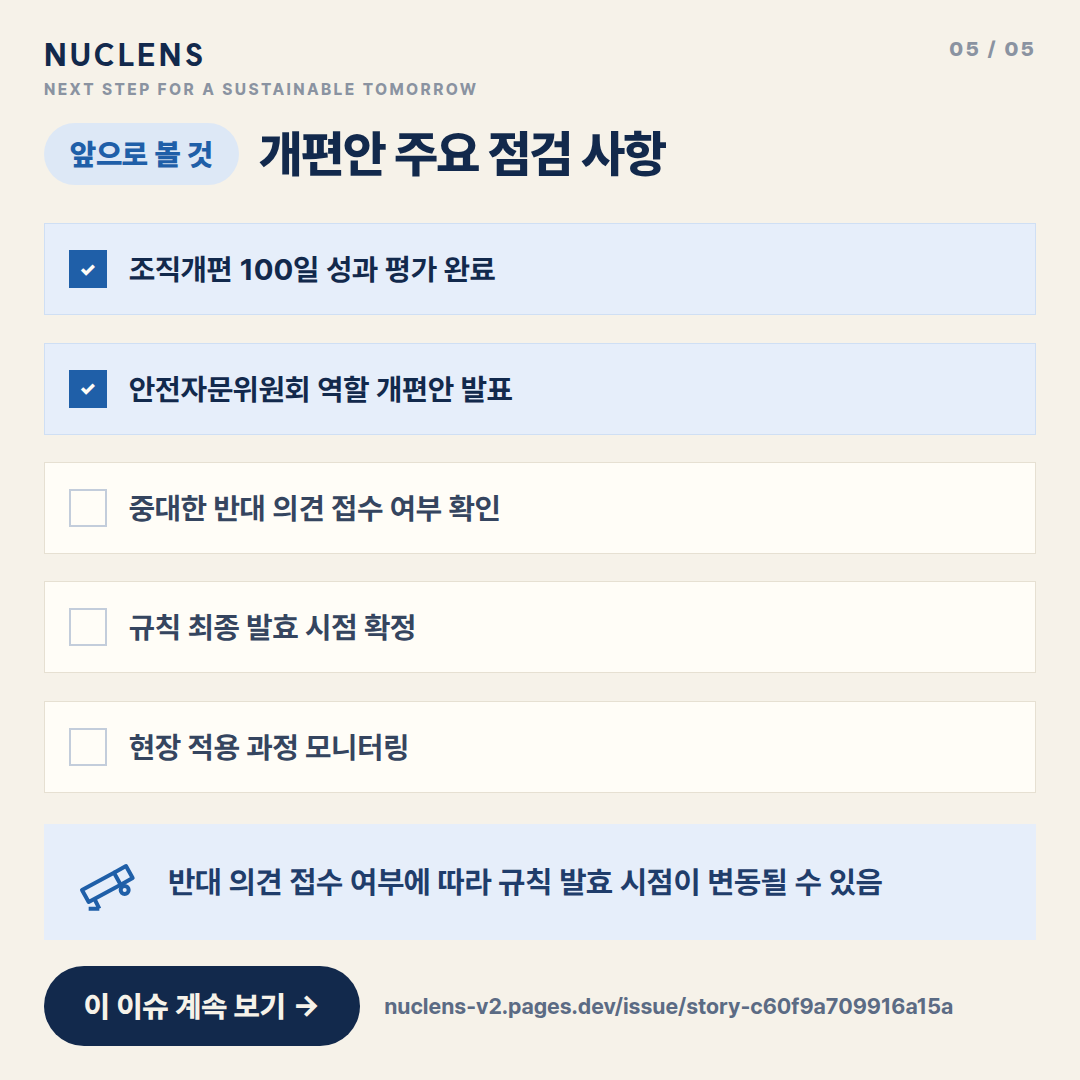 NUCLENS
05 / 05
NEXT STEP FOR A SUSTAINABLE TOMORROW
앞으로 볼 것
개편안 주요 점검 사항
조직개편 100일 성과 평가 완료
안전자문위원회 역할 개편안 발표
중대한 반대 의견 접수 여부 확인
규칙 최종 발효 시점 확정
현장 적용 과정 모니터링
반대 의견 접수 여부에 따라 규칙 발효 시점이 변동될 수 있음
이 이슈 계속 보기 →
nuclens-v2.pages.dev/issue/story-c60f9a709916a15a